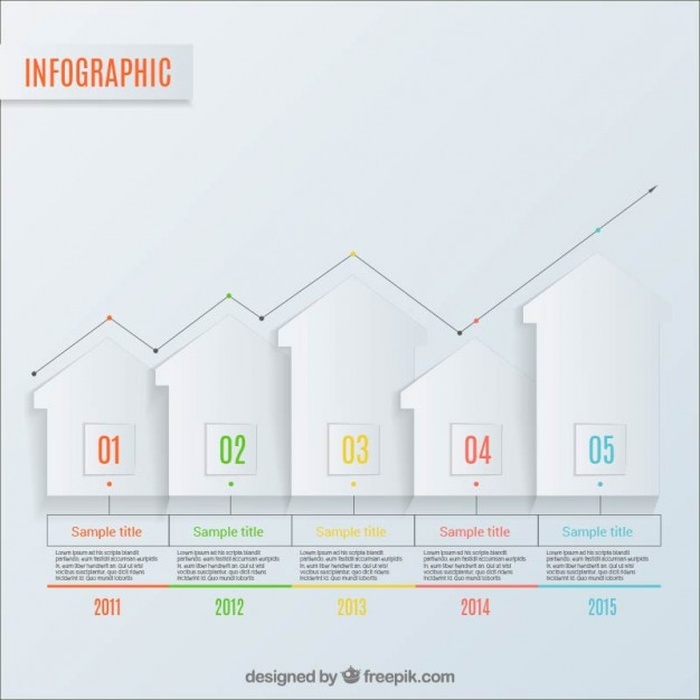 INFOGRAPHIC
01 02 03 04 05
Sample title Sample title Sample title Sample title Sample title
Lorem ipsum ad his scripta blandit Lorem ipsum ad his scripta blandit Lorem ipsum ad his scripta blandit Lorem ipsum ad his scripta blandit Lorem ipsum ad his scripta blandit
partiendo, eum fastidii accumsan euripidis partiendo, eum fastidii accumsan euripidis partiendo, eum fastidii accumsan euripidis partiendo, eum fastidii accumsan euripidis partiendo, eum fastidii accumsan euripidis
in, eum liber hendrerit an. Qui ut wisi in, eum liber hendrerit an. Qui ut wisi in, eum liber hendrerit an. Qui ut wisi in, eum liber hendrerit an. Qui ut wisi in, eum liber hendrerit an. Qui ut wisi
vocibus suscipiantur, quo dicit ridens vocibus suscipiantur, quo dicit ridens vocibus suscipiantur, quo dicit ridens vocibus suscipiantur, quo dicit ridens vocibus suscipiantur, quo dicit ridens
inciderint id. Quo mundi lobortis inciderint id. Quo mundi lobortis inciderint id. Quo mundi lobortis inciderint id. Quo mundi lobortis inciderint id. Quo mundi lobortis
2011 2012 2013 2014 2015
designed by freepik.com